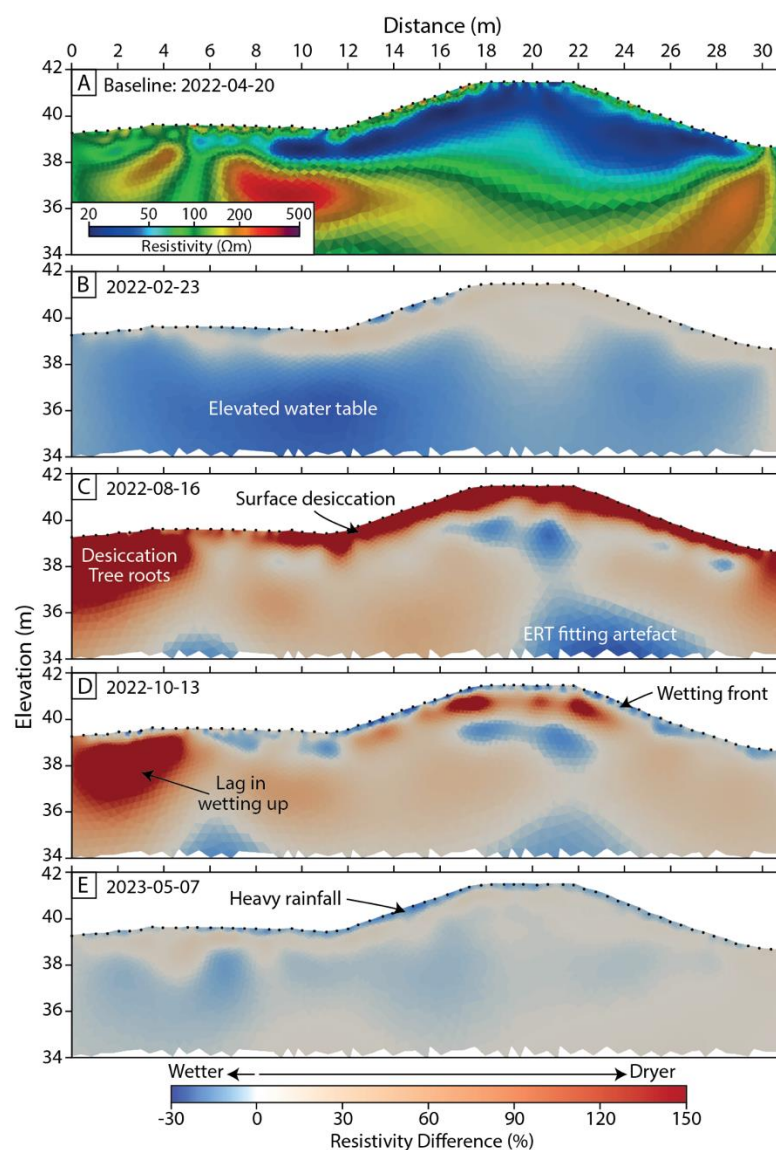 Distance (m)
0 2 4 6 8 10 12 14 16 18 20 22 24 26 28 30
42
40
38
36
34
A Baseline: 2022-04-20
20 50 100 200 500
Resistivity (Ωm)
42
40
38
36
34
B 2022-02-23
Elevated water table
42
40
38
36
34
C 2022-08-16
Surface desiccation
Desiccation
Tree roots
ERT fitting artefact
Elevation (m)
42
40
38
36
34
D 2022-10-13
Wetting front
Lag in
wetting up
42
40
38
36
34
E 2023-05-07
Heavy rainfall
Wetter Dryer
-30 0 30 60 90 120 150
Resistivity Difference (%)